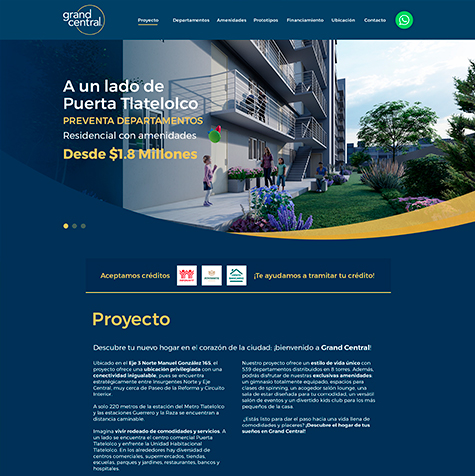 grand
central
Proyecto Departamentos Amenidades Prototipos Financiamiento Ubicación Contacto
A un lado de
Puerta Tlatelolco
PREVENTA DEPARTAMENTOS
Residencial con amenidades
Desde $1.8 Millones
Aceptamos créditos ¡Te ayudamos a tramitar tu crédito!
Proyecto
Descubre tu nuevo hogar en el corazón de la ciudad: ¡bienvenido a Grand Central!
Ubicado en el Eje 3 Norte Manuel González 165, el
proyecto ofrece una ubicación privilegiada con una
conectividad inigualable, pues se encuentra
estratégicamente entre Insurgentes Norte y Eje
Central, muy cerca de Paseo de la Reforma y Circuito
Interior.
A solo 220 metros de la estación del Metro Tlatelolco
y las estaciones Guerrero y la Raza se encuentran a
distancia caminable.
Imagina vivir rodeado de comodidades y servicios. A
un lado se encuentra el centro comercial Puerta
Tlatelolco y enfrente la Unidad Habitacional
Tlatelolco. En los alrededores hay diversidad de
centros comerciales, supermercados, tiendas,
escuelas, parques y jardines, restaurantes, bancos y
hospitales.
Nuestro proyecto ofrece un estilo de vida único con
539 departamentos distribuidos en 8 torres. Además,
podrás disfrutar de nuestras exclusivas amenidades:
un gimnasio totalmente equipado, espacios para
clases de spinning, un acogedor salón lounge, una
sala de estar diseñada para tu comodidad, un versátil
salón de eventos y un divertido kids club para los más
pequeños de la casa.
¿Estás listo para dar el paso hacia una vida llena de
comodidades y placeres? ¡Descubre el hogar de tus
sueños en Grand Central!